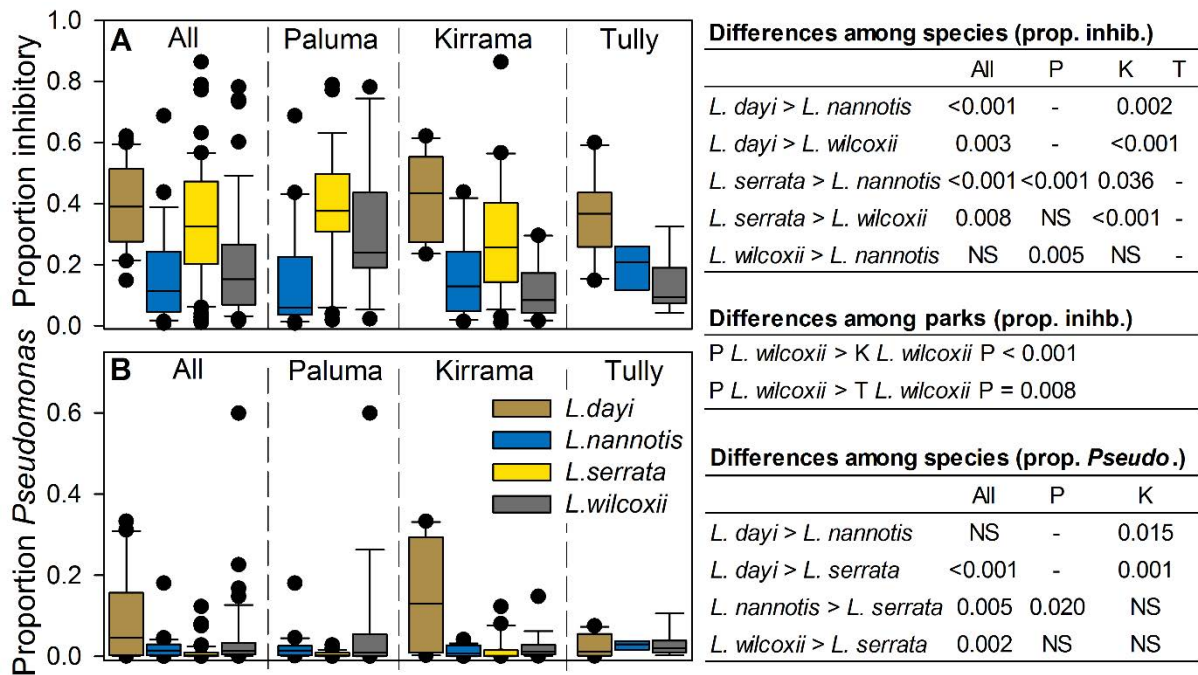 A
All
Paluma
Kirrama
Tully
Proportion inhibitory
1.0
0.8
0.6
0.4
0.2
0.0
B
All
Paluma
Kirrama
Tully
Proportion Pseudomonas
0.6
0.4
0.2
0.0
L.dayi
L.nannotis
L.serrata
L.wilcoxii
Differences among species (prop. inhib.)
All P K T
L. dayi > L. nannotis <0.001 - 0.002
L. dayi > L. wilcoxii 0.003 - <0.001
L. serrata > L. nannotis <0.001 <0.001 0.036 -
L. serrata > L. wilcoxii 0.008 NS <0.001 -
L. wilcoxii > L. nannotis NS 0.005 NS -
Differences among parks (prop. inihb.)
P L. wilcoxii > K L. wilcoxii P < 0.001
P L. wilcoxii > T L. wilcoxii P = 0.008
Differences among species (prop. Pseudo.)
All P K
L. dayi > L. nannotis NS - 0.015
L. dayi > L. serrata <0.001 - 0.001
L. nannotis > L. serrata 0.005 0.020 NS
L. wilcoxii > L. serrata 0.002 NS NS